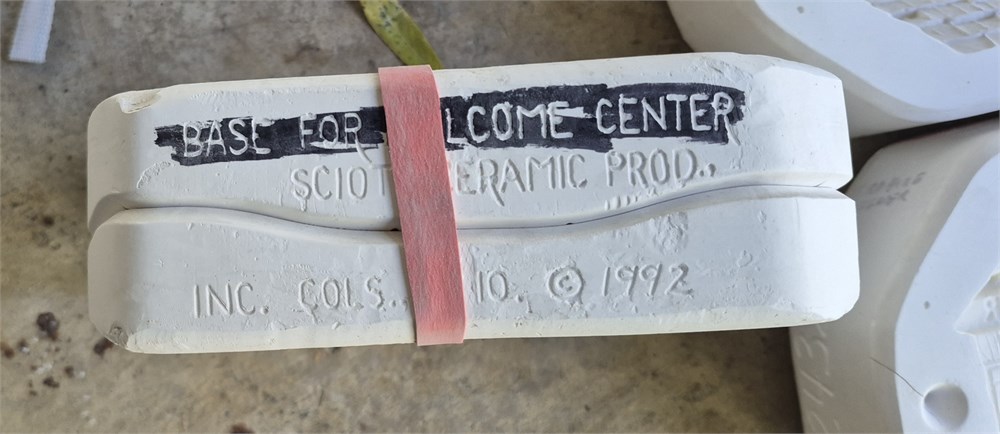 BASE FOR LCOME CENTER
SCIOT ERAMIC PROD.,
INC. COLS., IO. © 1992